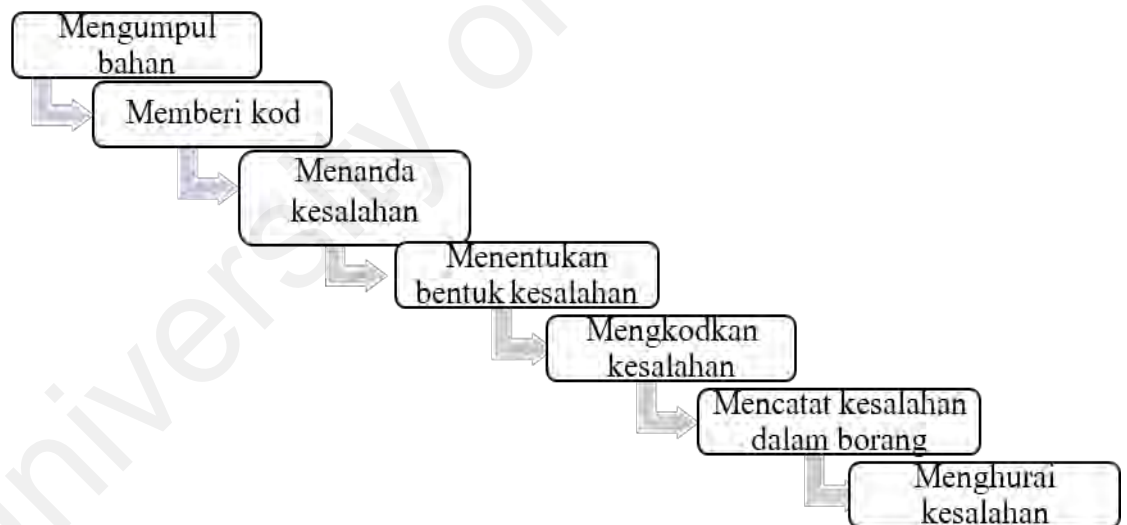 Mengumpul
bahan
Memberi kod
Menanda
kesalahan
Menentukan
bentuk kesalahan
Mengkodkan
kesalahan
Mencatat kesalahan
dalam borang
Menghurai
kesalahan